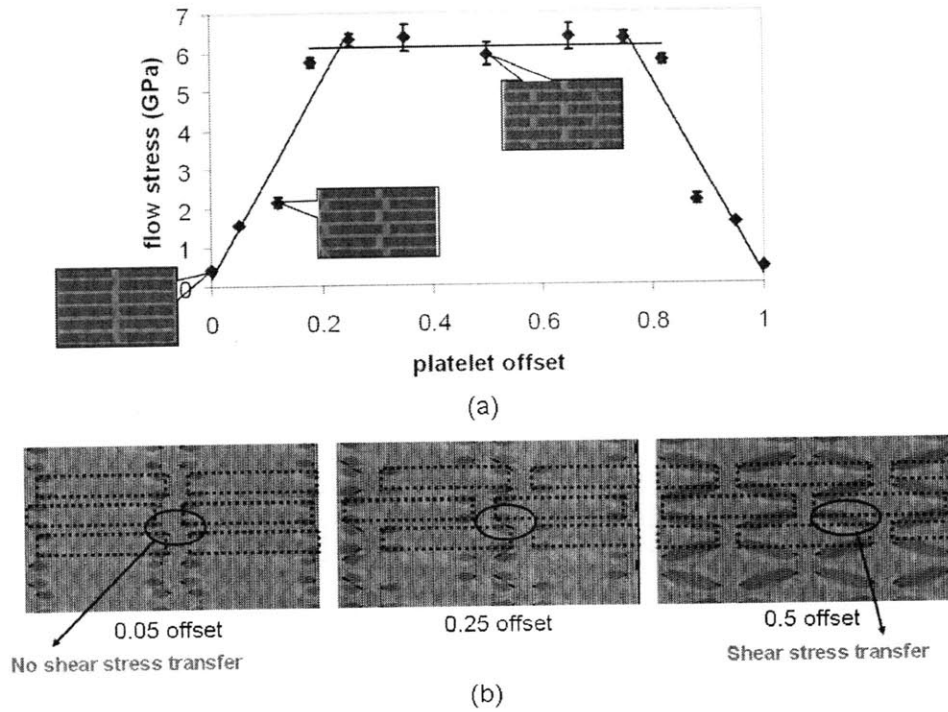 7
6
5
4
3
2
1
0
flow stress (GPa)
0 0.2 0.4 0.6 0.8 1
platelet offset
(a)
0.05 offset 0.25 offset 0.5 offset
No shear stress transfer Shear stress transfer
(b)